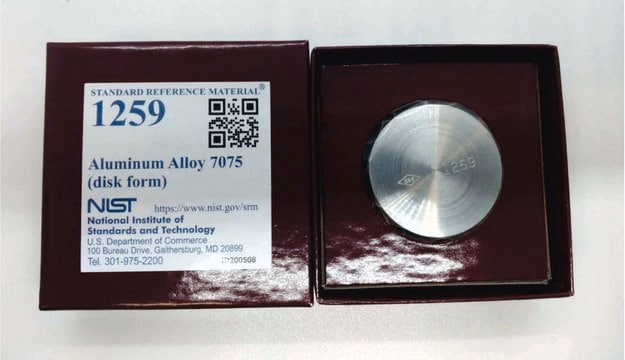 STANDARD REFERENCE MATERIAL®
1259
Aluminum Alloy 7075
(disk form)
NIST https://www.nist.gov/srm
National Institute of
Standards and Technology
U.S. Department of Commerce
100 Bureau Drive, Gaithersburg, MD 20899
Tel. 301-975-2200
1259